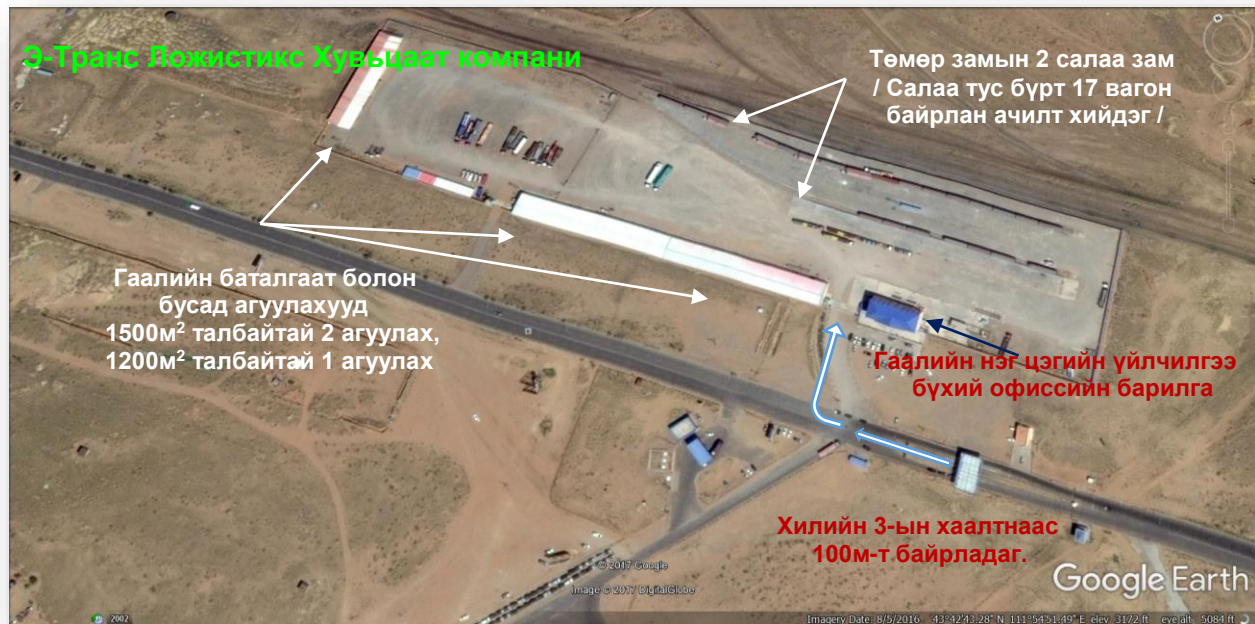 Э-Транс Ложистикс Хувьцаат компани
Төмөр замын 2 салаа зам
/ Салаа тус бүрт 17 вагон
байрлан ачилт хийдэг /
Гаалийн баталгаат болон
бусад агуулахууд
1500м² талбайтай 2 агуулах,
1200м² талбайтай 1 агуулах
Гаалийн нэг цэгийн үйлчилгээ
бүхий офиссийн барилга
Хилийн 3-ын хаалтнаас
100м-т байрладаг.
© 2017 Google
Image © 2017 DigitalGlobe
Google Earth
2002
Imagery Date: 8/5/2016 43°42'43.28" N 111°54'51.49" E elev 3172 ft eye alt 5084 ft